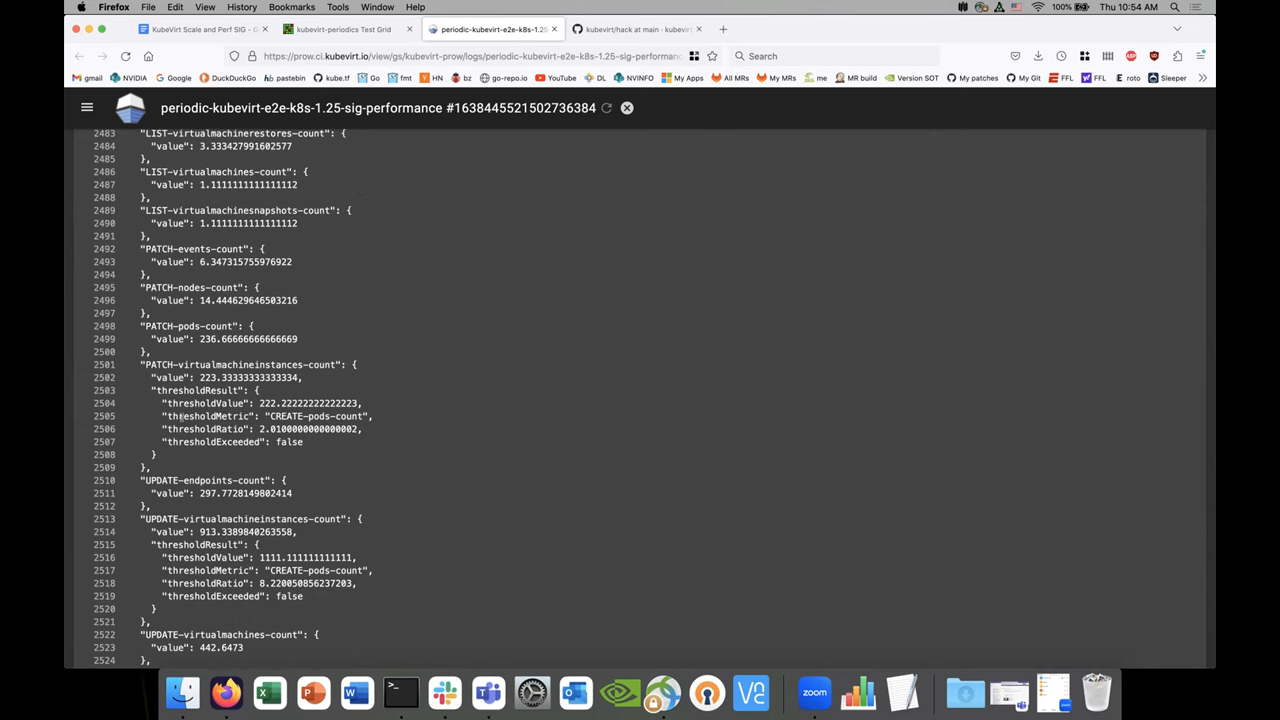 Firefox File Edit View History Bookmarks Tools Window Help 100% Thu 10:54 AM
KubeVirt Scale and Perf SIG - G kubevirt-periodics Test Grid periodic-kubevirt-e2e-k8s-1.25 kubevirt/hack at main · kubevirt
https://prow.ci.kubevirt.io/view/gs/kubevirt-prow/logs/periodic-kubevirt-e2e-k8s-1.25-sig-performance Search
gmail NVIDIA Google DuckDuckGo pastebin kube.tf Go fmt HN bz go-repo.io YouTube DL NVINFO My Apps All MRs My MRs me MR build Version SOT My patches My Git FFL FFL eroto Sleeper
periodic-kubevirt-e2e-k8s-1.25-sig-performance #1638445521502736384
2483 "LIST-virtualmachinerestores-count": {
2484 "value": 3.333427991602577
2485 },
2486 "LIST-virtualmachines-count": {
2487 "value": 1.1111111111111112
2488 },
2489 "LIST-virtualmachinesnapshots-count": {
2490 "value": 1.1111111111111112
2491 },
2492 "PATCH-events-count": {
2493 "value": 6.347315755976922
2494 },
2495 "PATCH-nodes-count": {
2496 "value": 14.444629646503216
2497 },
2498 "PATCH-pods-count": {
2499 "value": 236.66666666666669
2500 },
2501 "PATCH-virtualmachineinstances-count": {
2502 "value": 223.33333333333334,
2503 "thresholdResult": {
2504 "thresholdValue": 222.22222222222223,
2505 "thresholdMetric": "CREATE-pods-count",
2506 "thresholdRatio": 2.0100000000000002,
2507 "thresholdExceeded": false
2508 }
2509 },
2510 "UPDATE-endpoints-count": {
2511 "value": 297.7728149802414
2512 },
2513 "UPDATE-virtualmachineinstances-count": {
2514 "value": 913.3389840263558,
2515 "thresholdResult": {
2516 "thresholdValue": 1111.111111111111,
2517 "thresholdMetric": "CREATE-pods-count",
2518 "thresholdRatio": 8.220050856237203,
2519 "thresholdExceeded": false
2520 }
2521 },
2522 "UPDATE-virtualmachines-count": {
2523 "value": 442.6473
2524 },
zoom